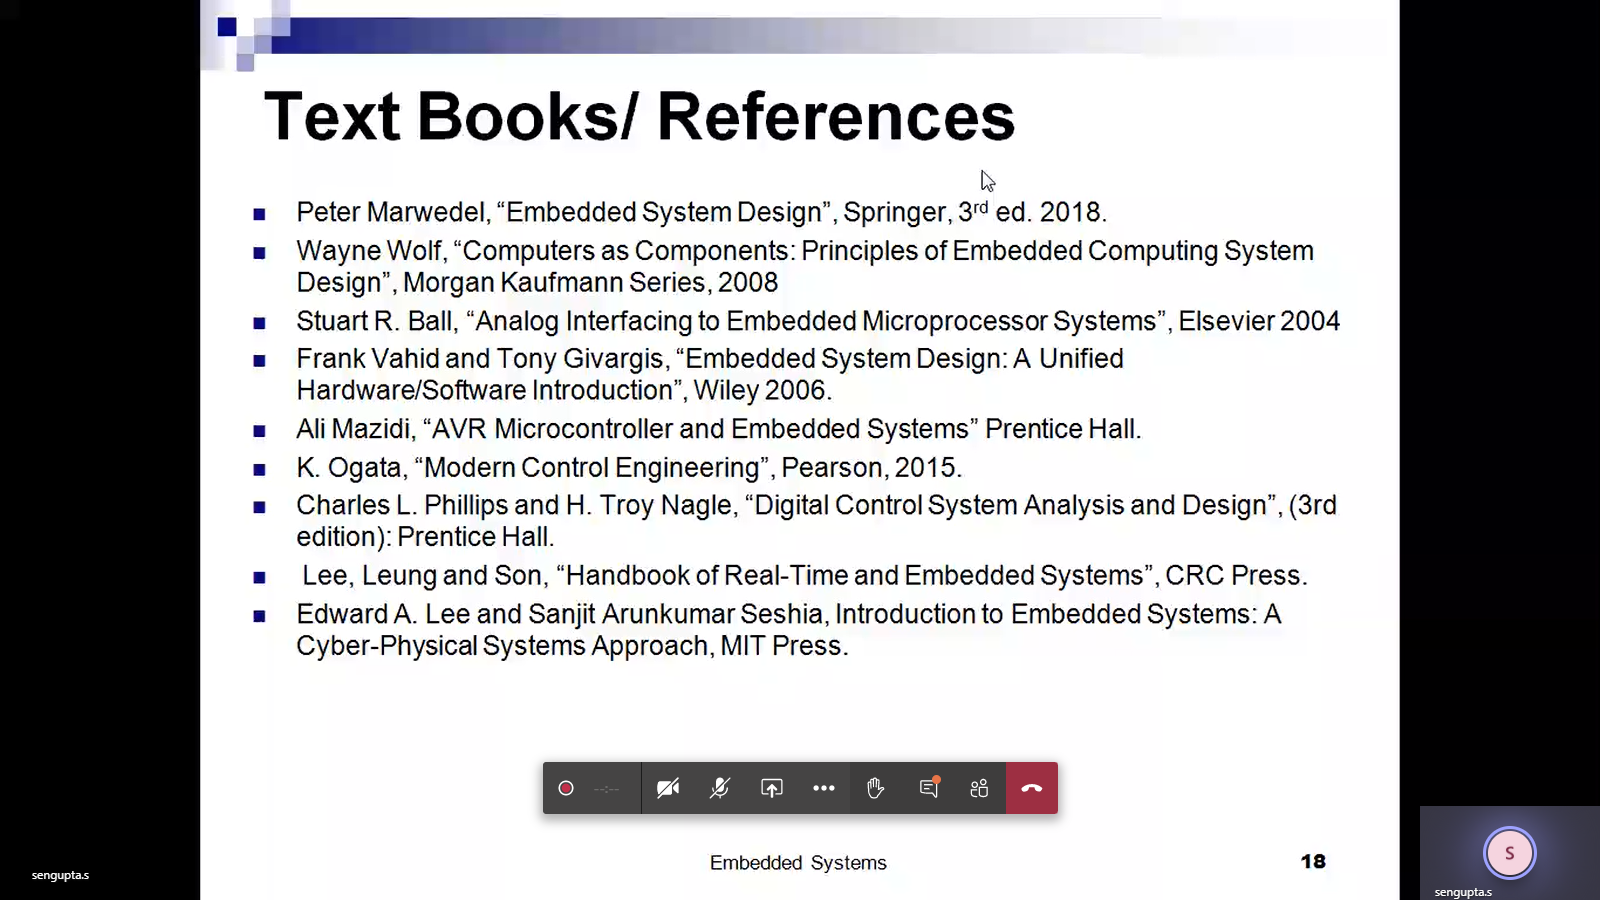 Text Books/ References
Peter Marwedel, “Embedded System Design”, Springer, 3rd ed. 2018.
Wayne Wolf, “Computers as Components: Principles of Embedded Computing System
Design”, Morgan Kaufmann Series, 2008
Stuart R. Ball, “Analog Interfacing to Embedded Microprocessor Systems”, Elsevier 2004
Frank Vahid and Tony Givargis, “Embedded System Design: A Unified
Hardware/Software Introduction”, Wiley 2006.
Ali Mazidi, “AVR Microcontroller and Embedded Systems” Prentice Hall.
K. Ogata, “Modern Control Engineering”, Pearson, 2015.
Charles L. Phillips and H. Troy Nagle, “Digital Control System Analysis and Design”, (3rd
edition): Prentice Hall.
Lee, Leung and Son, “Handbook of Real-Time and Embedded Systems”, CRC Press.
Edward A. Lee and Sanjit Arunkumar Seshia, Introduction to Embedded Systems: A
Cyber-Physical Systems Approach, MIT Press.
--:--
Embedded Systems
18
sengupta.s
S
sengupta.s